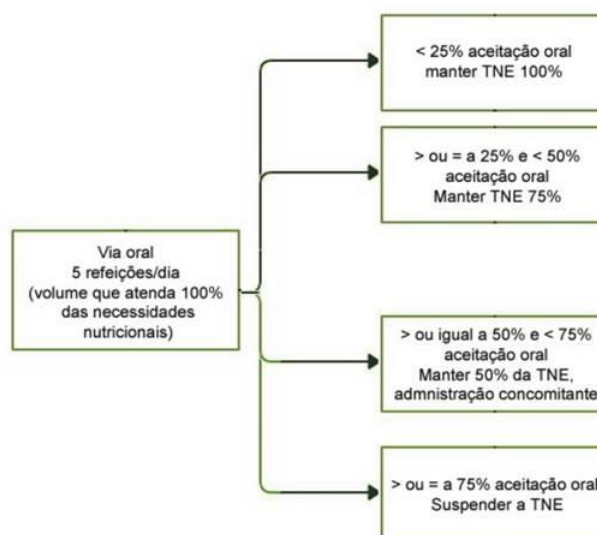 < 25% aceitação oral
manter TNE 100%
> ou = a 25% e < 50%
aceitação oral
Manter TNE 75%
Via oral
5 refeições/dia
(volume que atenda 100%
das necessidades
nutricionais)
> ou igual a 50% e < 75%
aceitação oral
Manter 50% da TNE,
admnistração concomitante
> ou = a 75% aceitação oral
Suspender a TNE